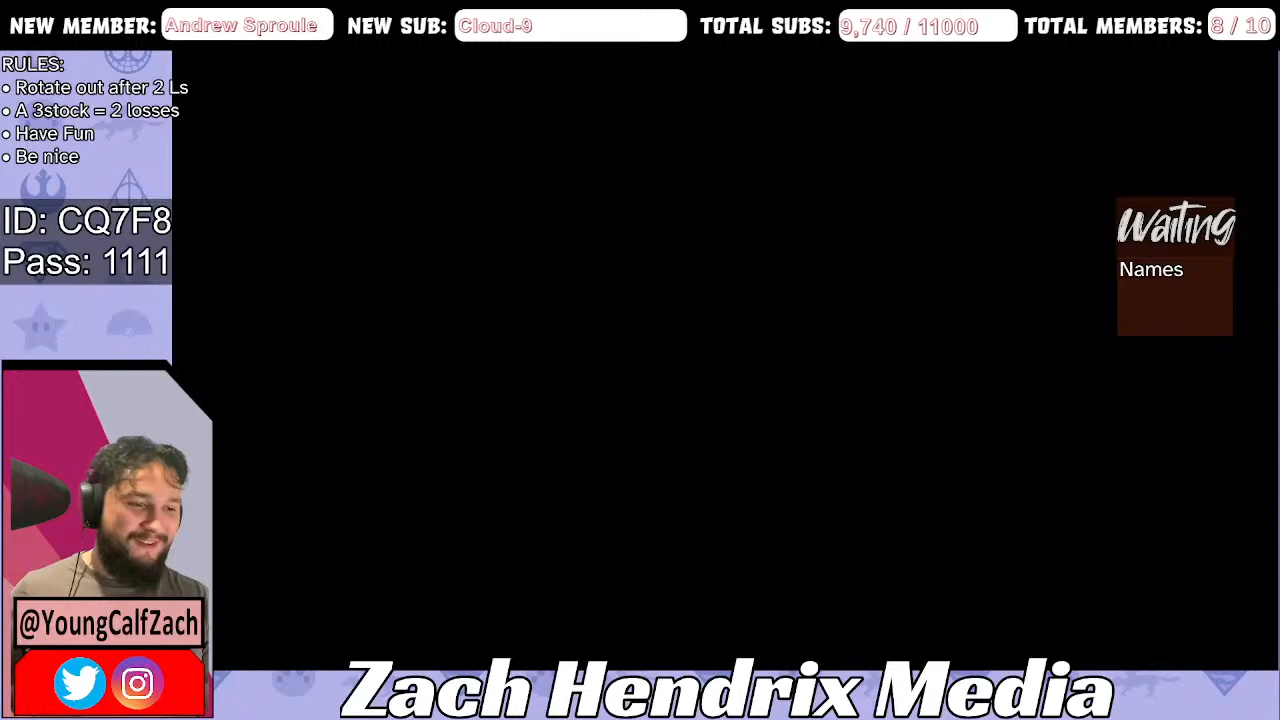 NEW MEMBER: Andrew Sproule NEW SUB: Cloud-9 TOTAL SUBS: 9,740 / 11000 TOTAL MEMBERS: 8 / 10
RULES:
• Rotate out after 2 Ls
• A 3stock = 2 losses
• Have Fun
• Be nice
ID: CQ7F8
Pass: 1111
Waiting
Names
@YoungCalfZach
Zach Hendrix Media